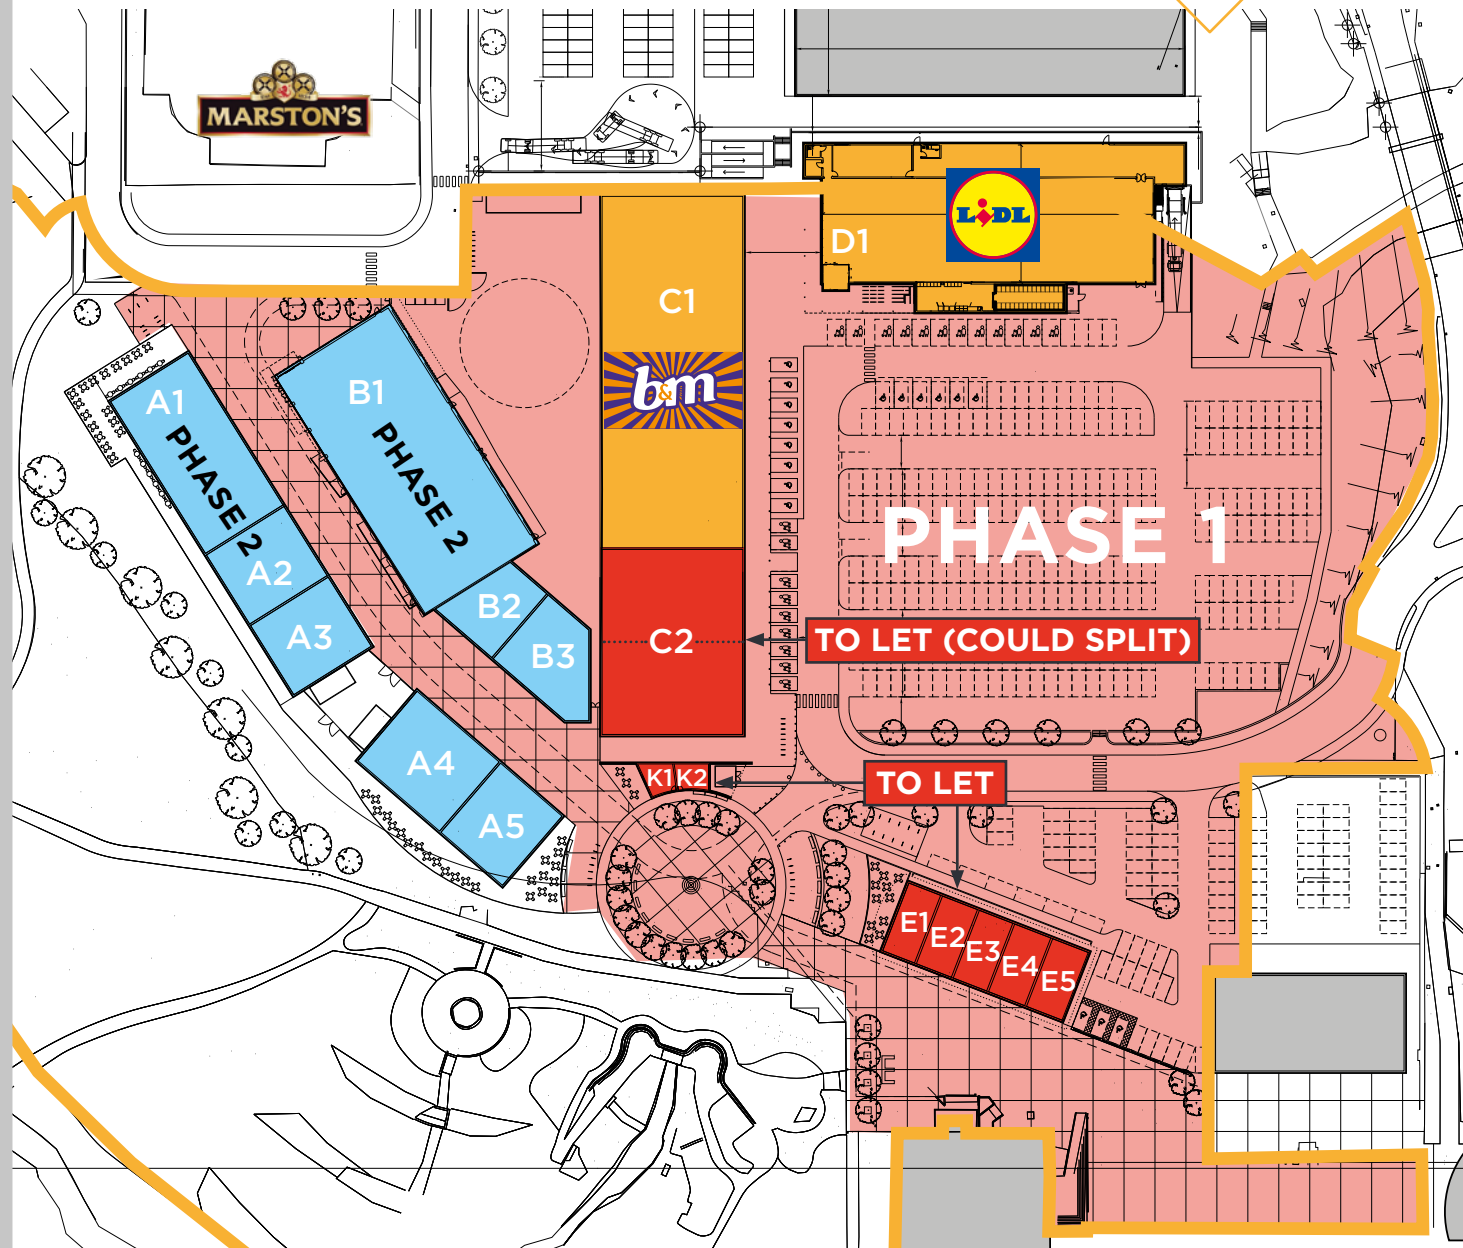 MARSTON'S
LIDL
D1
C1
b&m
A1
PHASE 2
B1
PHASE 2
A2
A3
B2
B3
C2
PHASE 1
TO LET (COULD SPLIT)
K1
K2
TO LET
A4
A5
E1
E2
E3
E4
E5